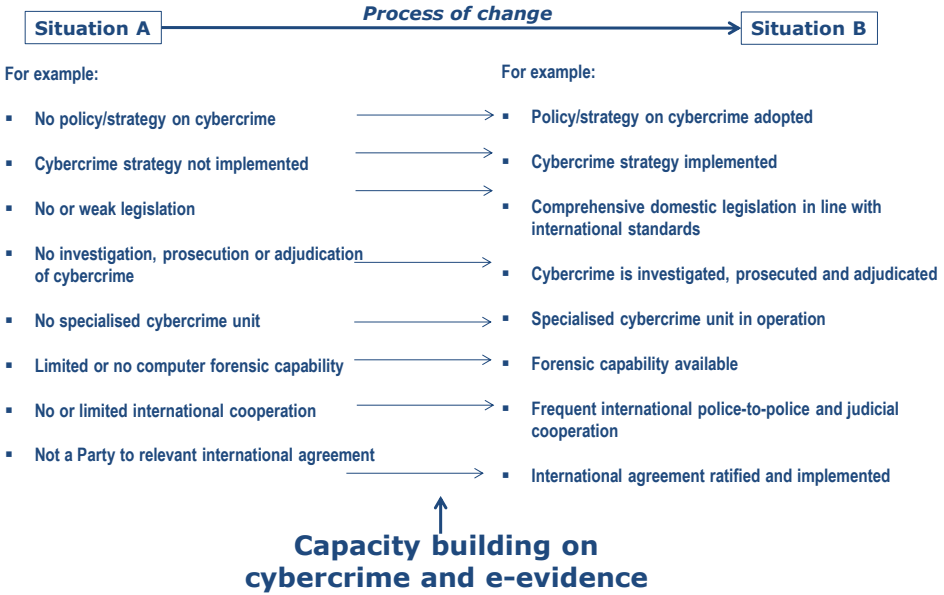 Process of change
Situation A
Situation B
For example:
▪ No policy/strategy on cybercrime
▪ Cybercrime strategy not implemented
▪ No or weak legislation
▪ No investigation, prosecution or adjudication
of cybercrime
▪ No specialised cybercrime unit
▪ Limited or no computer forensic capability
▪ No or limited international cooperation
▪ Not a Party to relevant international agreement
For example:
▪ Policy/strategy on cybercrime adopted
▪ Cybercrime strategy implemented
▪ Comprehensive domestic legislation in line with
international standards
▪ Cybercrime is investigated, prosecuted and adjudicated
▪ Specialised cybercrime unit in operation
▪ Forensic capability available
▪ Frequent international police-to-police and judicial
cooperation
▪ International agreement ratified and implemented
Capacity building on
cybercrime and e-evidence